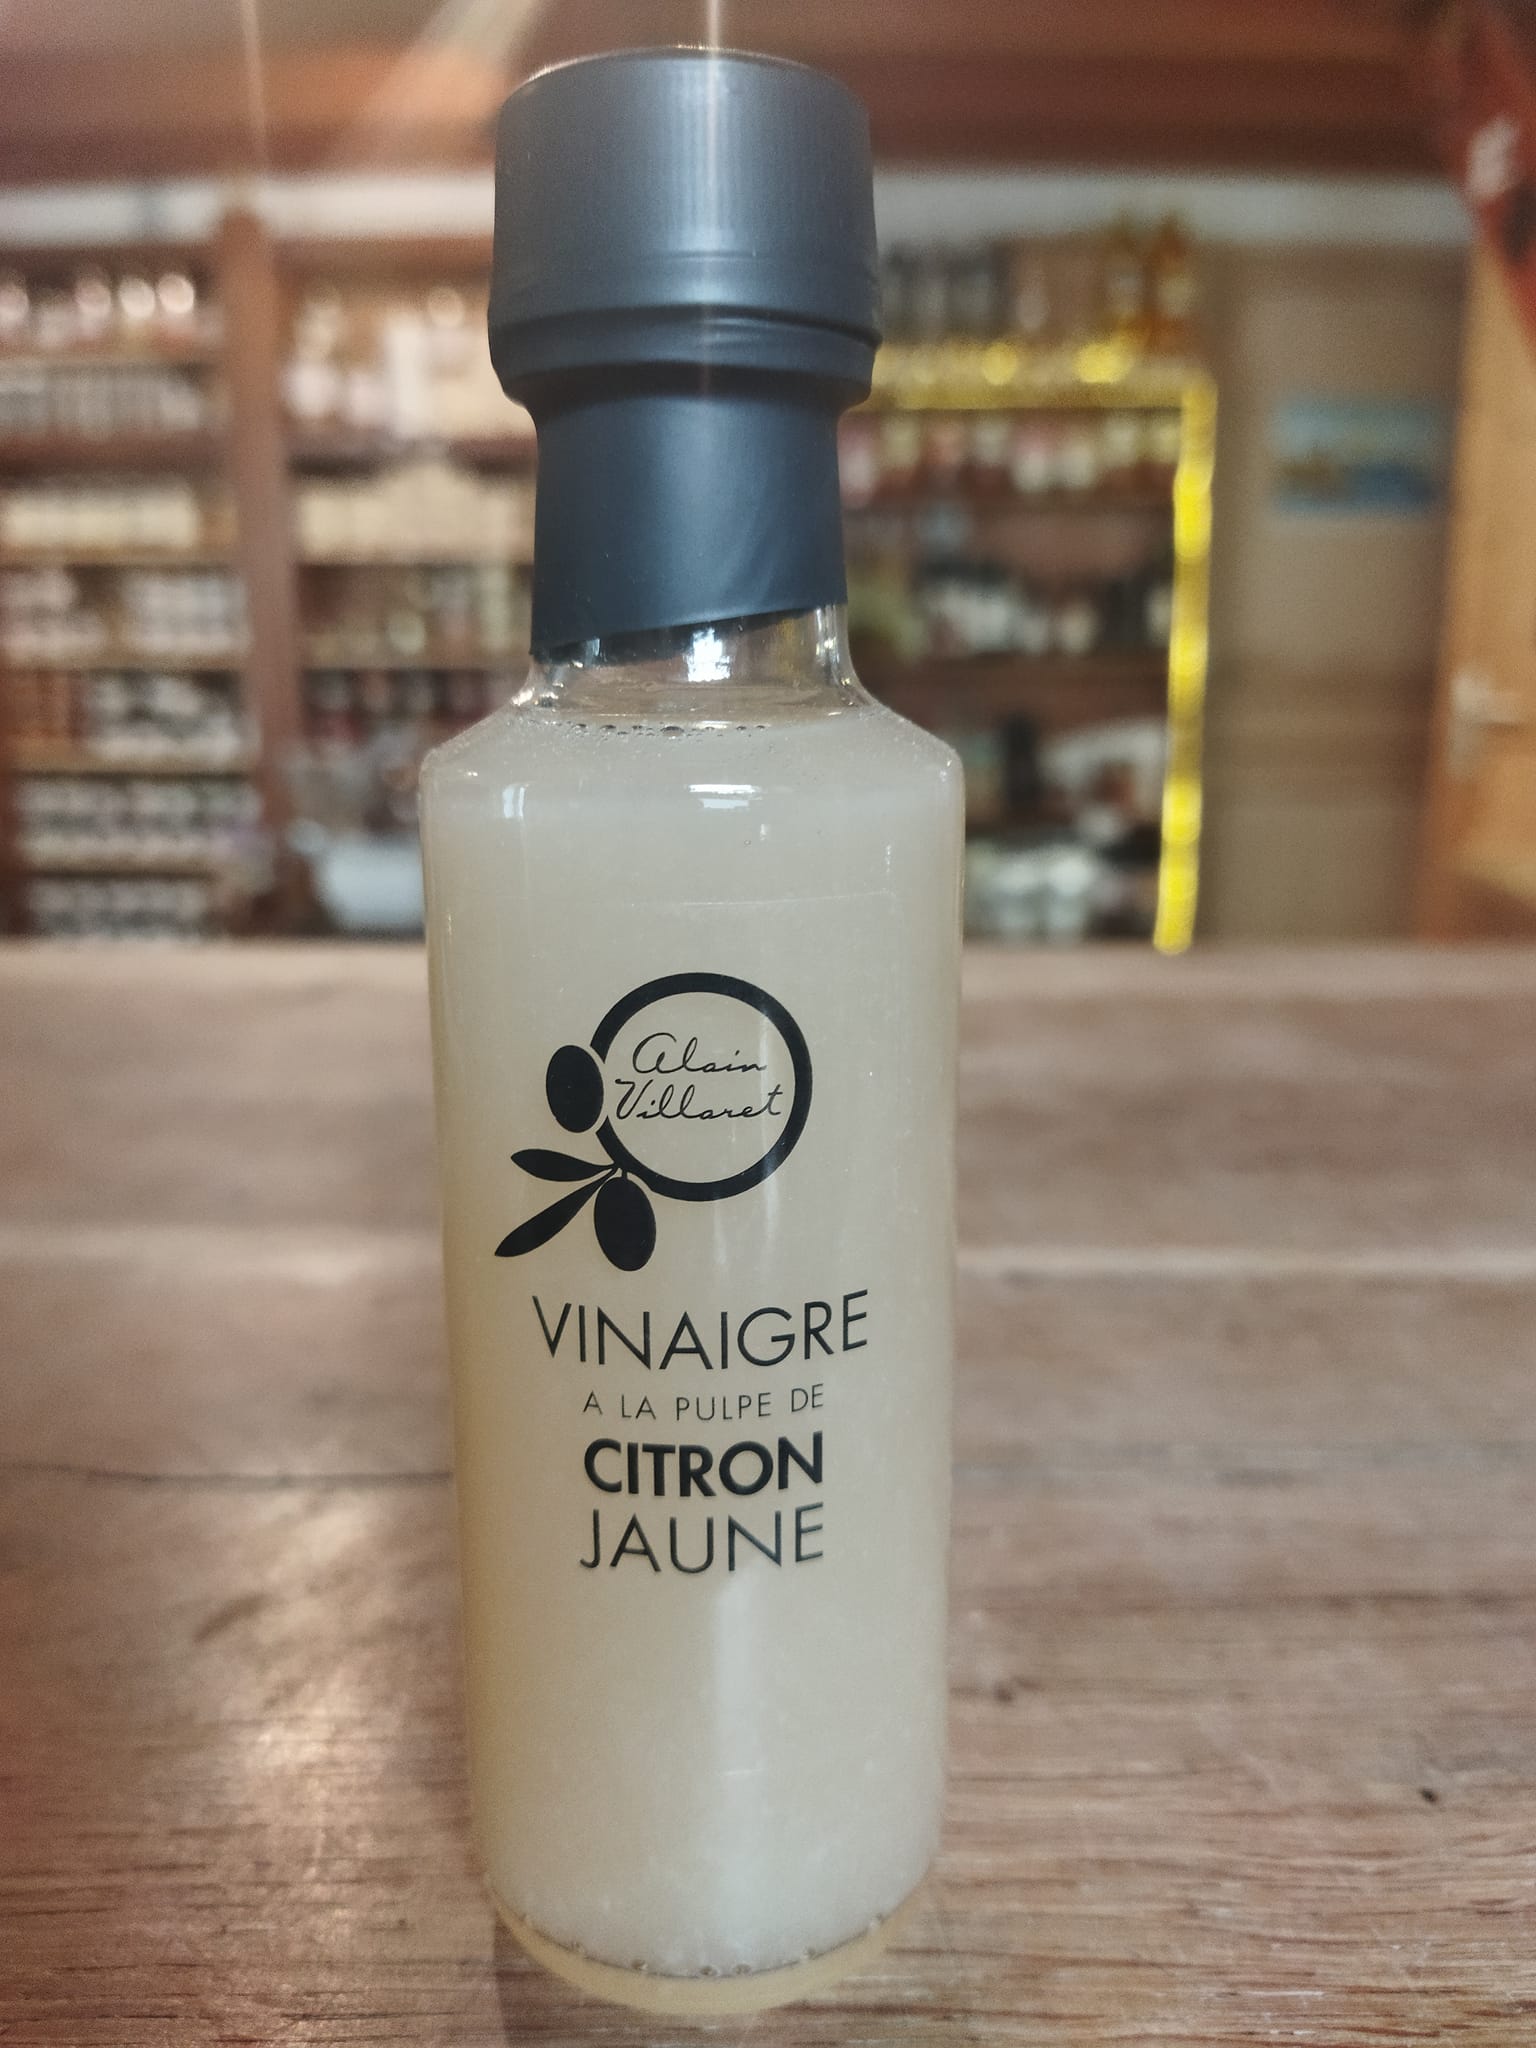 Alain
Villaret
VINAIGRE
A LA PULPE DE
CITRON
JAUNE